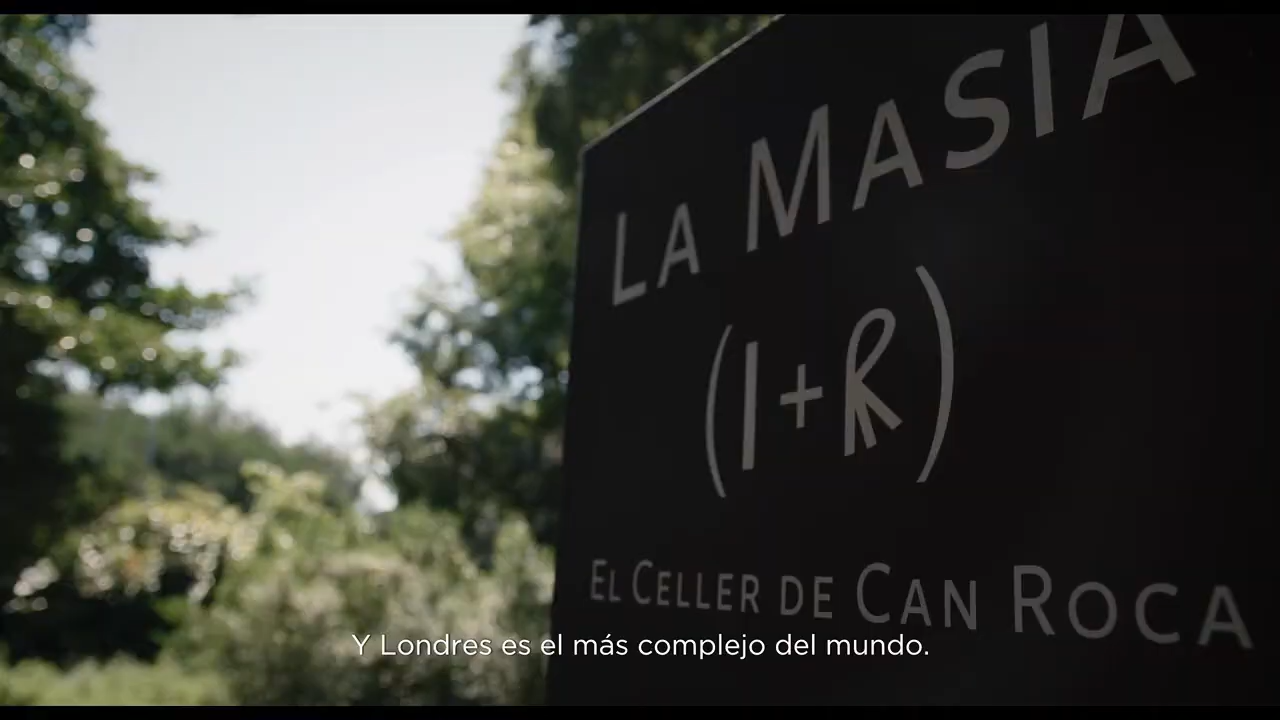 LA MASIA
(I+R)
EL CELLER DE CAN ROCA
Y Londres es el más complejo del mundo.